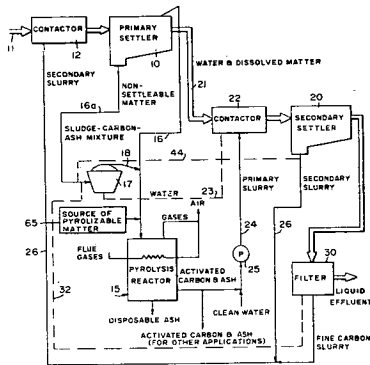 CONTACTOR
11
12
PRIMARY
SETTLER
10
SECONDARY
SLURRY
NON-
SETTLEABLE
MATTER
16a
WATER & DISSOLVED MATTER
21
22
CONTACTOR
20
SECONDARY
SETTLER
SLUDGE-CARBON-
ASH MIXTURE
16
18
44
17
WATER
23
PRIMARY
SLURRY
SECONDARY
SLURRY
AIR
65
SOURCE OF
PYROLIZABLE
MATTER
GASES
24
26
26
32
FLUE
GASES
P
25
30
FILTER
LIQUID
EFFLUENT
PYROLYSIS
REACTOR
15
ACTIVATED
CARBON & ASH
CLEAN WATER
DISPOSABLE ASH
FINE CARBON
SLURRY
ACTIVATED CARBON & ASH
(FOR OTHER APPLICATIONS)